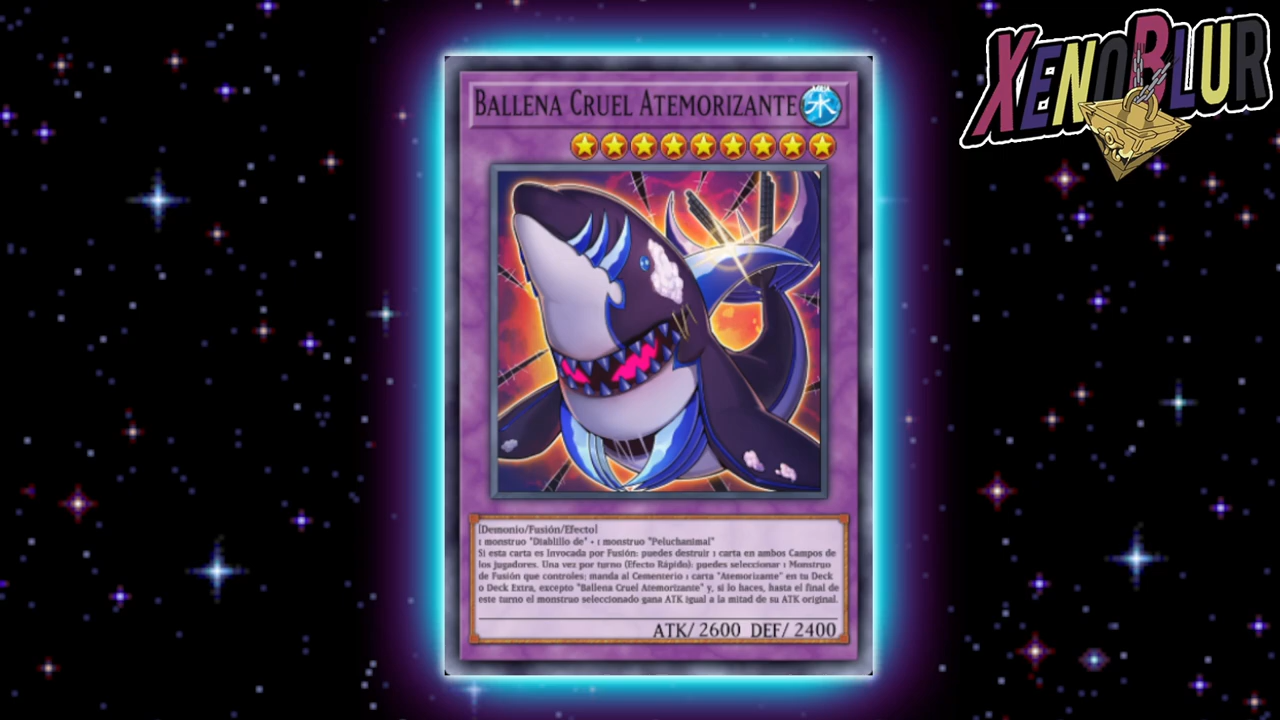 XENOBLUR
BALLENA CRUEL ATEMORIZANTE
AQUA
水
[Demonio/Fusión/Efecto]
1 monstruo "Diablillo de" + 1 monstruo "Peluchanimal"
Si esta carta es Invocada por Fusión: puedes destruir 1 carta en ambos Campos de
los jugadores. Una vez por turno (Efecto Rápido): puedes seleccionar 1 Monstruo
de Fusión que controles; manda al Cementerio 1 carta "Atemorizante" en tu Deck
o Deck Extra, excepto "Ballena Cruel Atemorizante" y, si lo haces, hasta el final de
este turno el monstruo seleccionado gana ATK igual a la mitad de su ATK original.
ATK/ 2600 DEF/ 2400